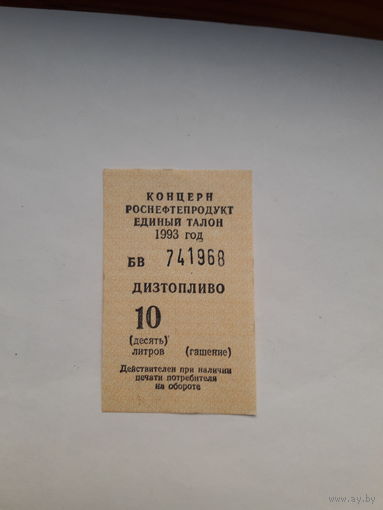 КОНЦЕРН
РОСНЕФТЕПРОДУКТ
ЕДИНЫЙ ТАЛОН
1993 год
БВ 741968
ДИЗТОПЛИВО
10
(десять)
литров (гашение)
Действителен при наличии
печати потребителя
на обороте
© www.ay.by